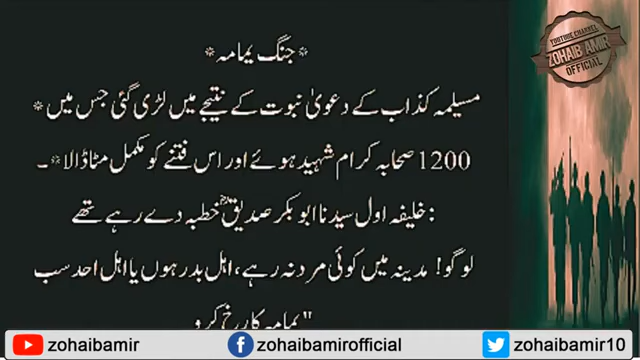 *جنگ یمامہ*
مسیلمہ کذاب کے دعویٰ نبوت کے نتیجے میں لڑی گئی جس میں*
1200 صحابہ کرام شہید ہوئے اور اس فتنے کو مکمل مٹا ڈالا*۔
خلیفہ اول سیدنا ابو بکر صدیقؓ خطبہ دے رہے تھے:
لوگو! مدینہ میں کوئی مرد نہ رہے، اہل بدر ہوں یا اہل احد سب
یمامہ کا رخ کرو"
YOUTUBE CHANNEL
ZOHAIB AMIR
OFFICIAL
zohaibamir
zohaibamirofficial
zohaibamir10